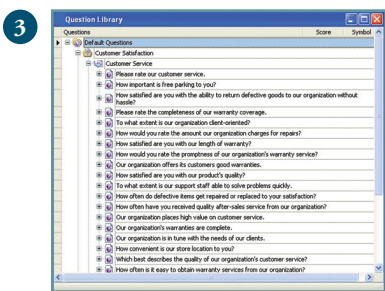 3
Question Library
Questions Score Symbol
Default Questions
Customer Satisfaction
Customer Service
Please rate our customer service.
How important is free parking to you?
How satisfied are you with the ability to return defective goods to our organization without
hassle?
Please rate the completeness of our warranty coverage.
To what extent is our organization client-oriented?
How would you rate the amount our organization charges for repairs?
How satisfied are you with our length of warranty?
How would you rate the promptness of our organization's warranty service?
Our organization offers its customers good warranties.
How satisfied are you with our product's quality?
To what extent is our support staff able to solve problems quickly.
How often do defective items get repaired or replaced to your satisfaction?
How often have you received quality after-sales service from our organization?
Our organization places high value on customer service.
Our organization's warranties are complete.
Our organization is in tune with the needs of our clients.
How convenient is our store location to you?
Which best describes the quality of our organization's customer service?
How often is it easy to obtain warranty services from our organization?